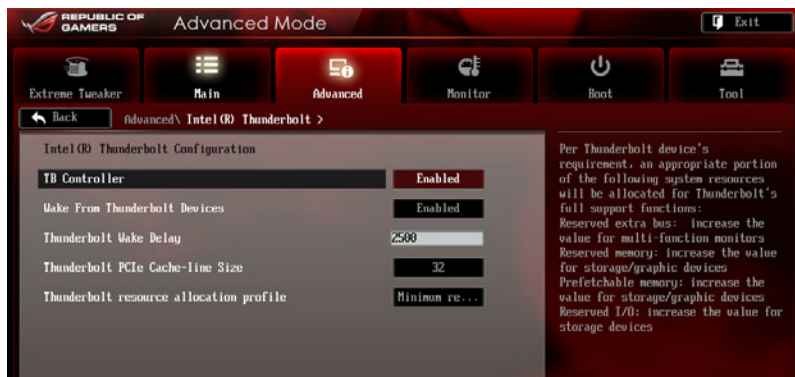 REPUBLIC OF
GAMERS
Advanced Mode
Exit
Extreme Tweaker
Main
Advanced
Monitor
Boot
Tool
Back
Advanced\ Intel(R) Thunderbolt >
Intel(R) Thunderbolt Configuration
TB Controller Enabled
Wake From Thunderbolt Devices Enabled
Thunderbolt Wake Delay 2500
Thunderbolt PCIe Cache-line Size 32
Thunderbolt resource allocation profile Minimum re...
Per Thunderbolt device's
requirement, an appropriate portion
of the following system resources
will be allocated for Thunderbolt's
full support functions:
Reserved extra bus: increase the
value for multi-function monitors
Reserved memory: increase the value
for storage/graphic devices
Prefetchable memory: increase the
value for storage/graphic devices
Reserved I/O: increase the value for
storage devices